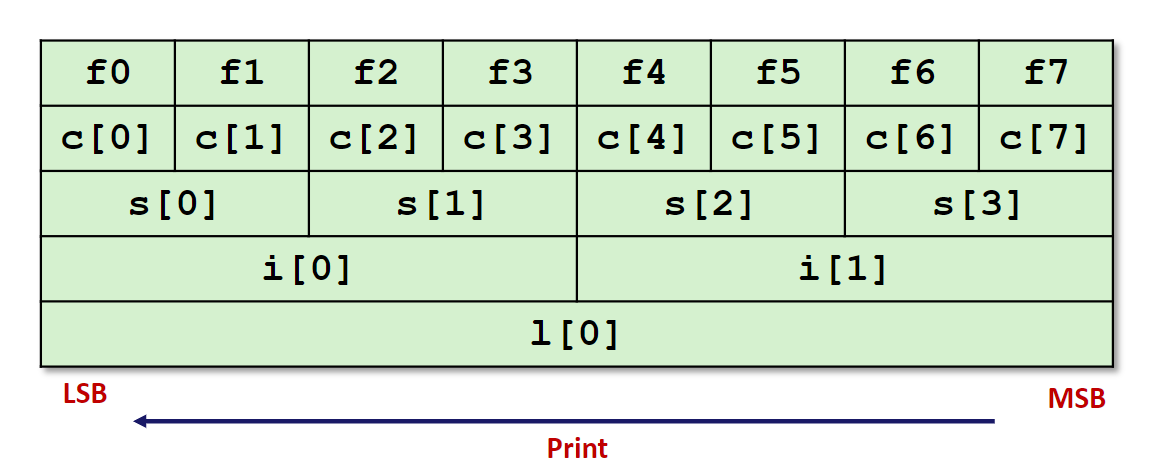 f0 f1 f2 f3 f4 f5 f6 f7
c[0] c[1] c[2] c[3] c[4] c[5] c[6] c[7]
s[0] s[1] s[2] s[3]
i[0] i[1]
l[0]
LSB MSB
Print